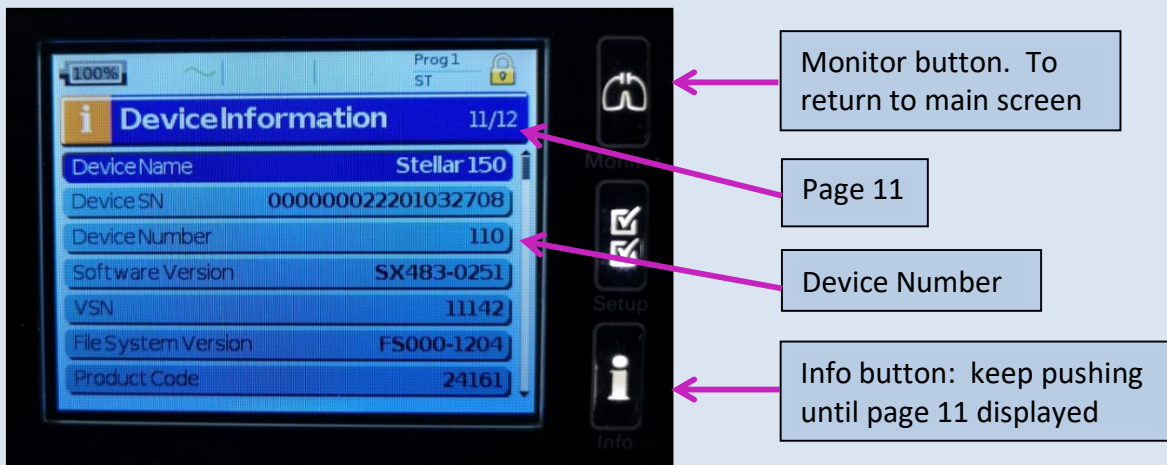 100%
Prog 1
ST
i DeviceInformation 11/12
Device Name Stellar 150
Device SN 000000022201032708
Device Number 110
Software Version SX483-0251
VSN 11142
File System Version FS000-1204
Product Code 24161
Monitor
Setup
i
Info
Monitor button. To
return to main screen
Page 11
Device Number
Info button: keep pushing
until page 11 displayed